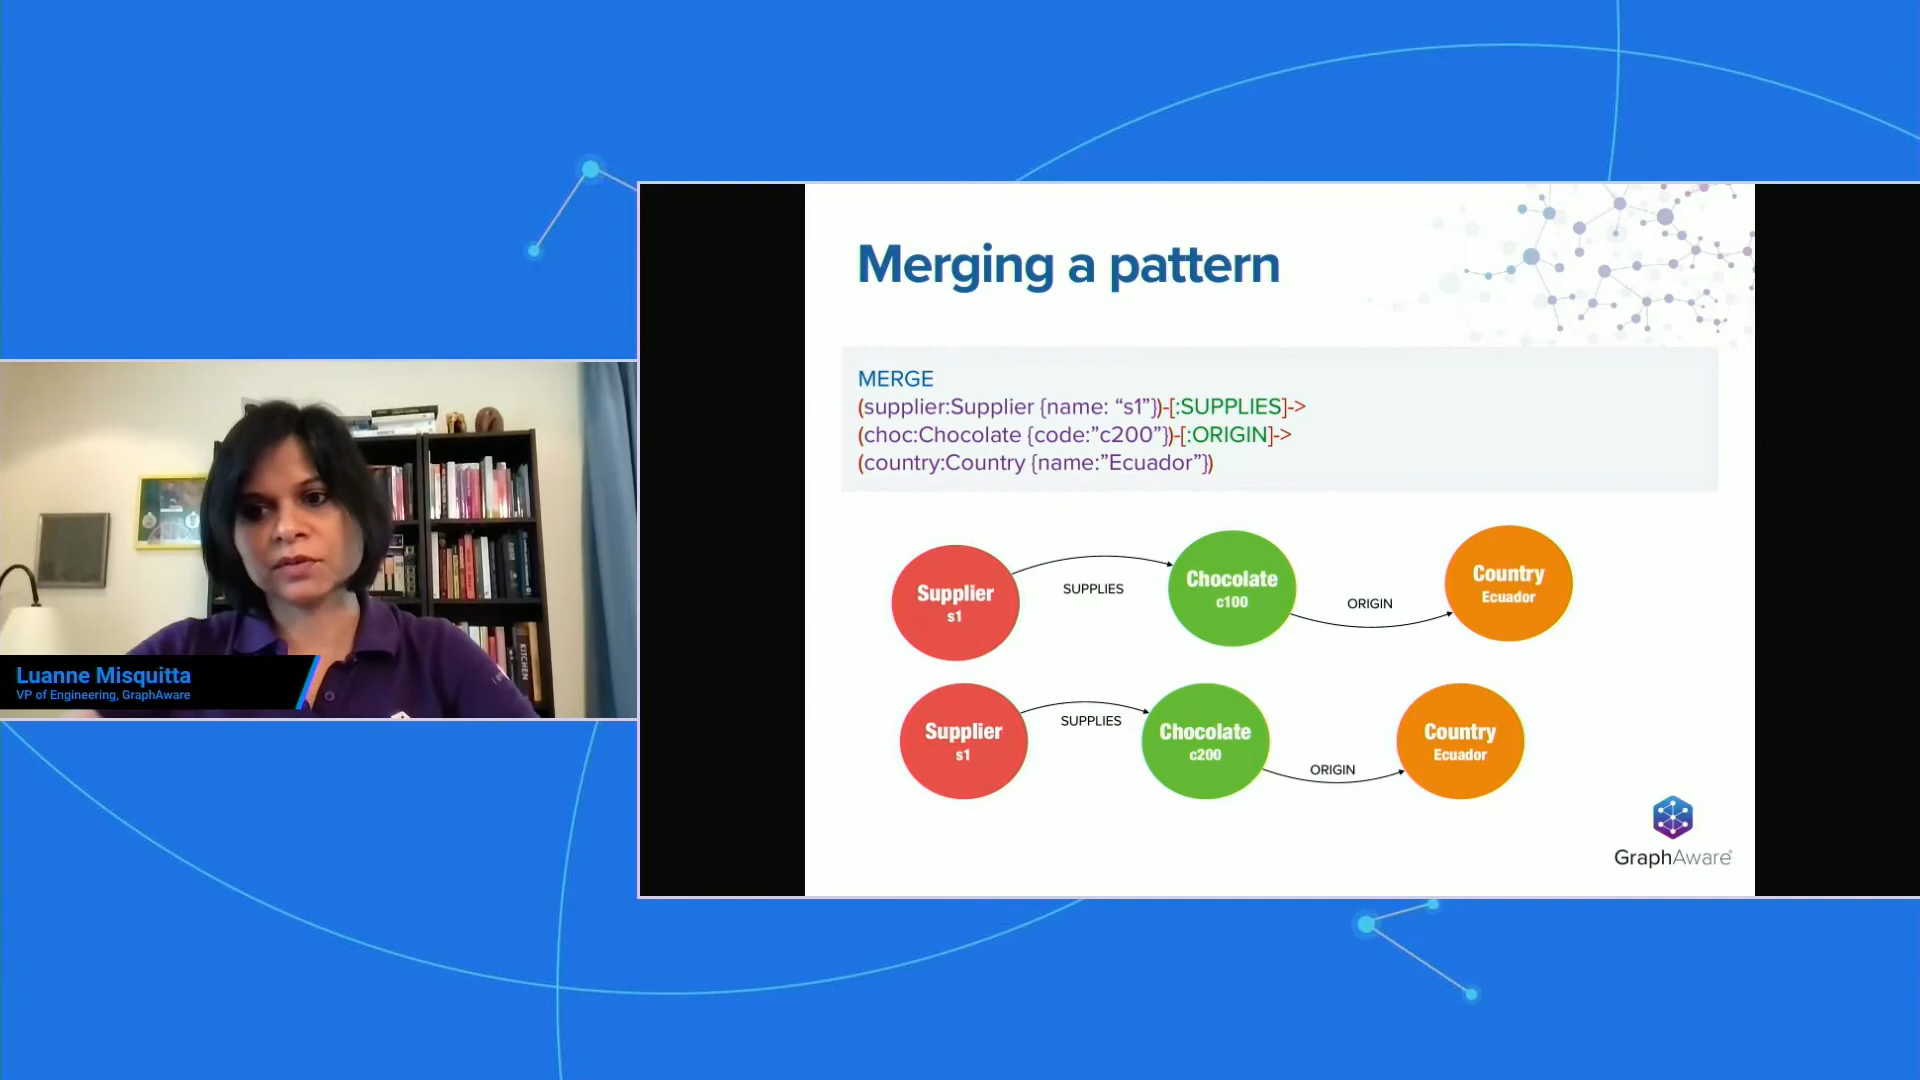 Merging a pattern
MERGE
(supplier:Supplier {name: “s1”})-[:SUPPLIES]->
(choc:Chocolate {code:”c200”})-[:ORIGIN]->
(country:Country {name:”Ecuador”})
Supplier
s1
SUPPLIES
Chocolate
c100
ORIGIN
Country
Ecuador
Supplier
s1
SUPPLIES
Chocolate
c200
ORIGIN
Country
Ecuador
GraphAware®
KITCHEN
Luanne Misquitta
VP of Engineering, GraphAware